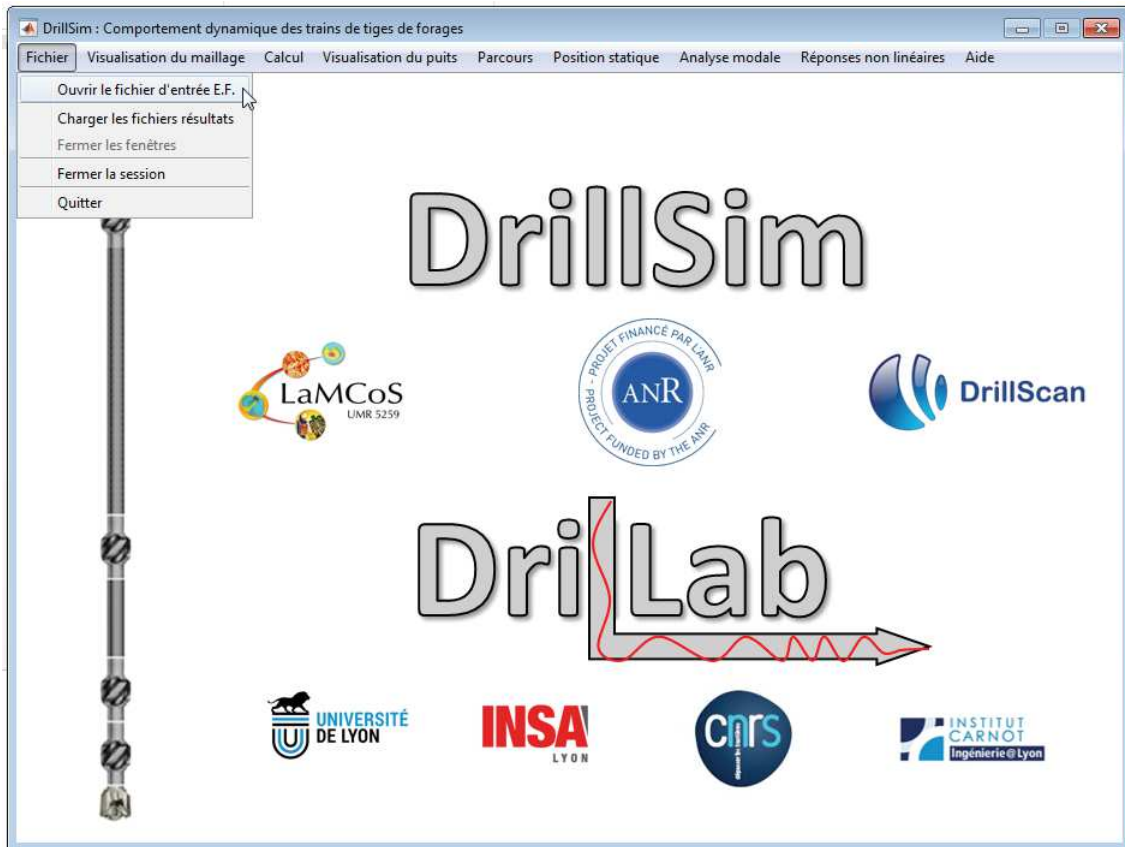 DrillSim : Comportement dynamique des trains de tiges de forages
Fichier Visualisation du maillage Calcul Visualisation du puits Parcours Position statique Analyse modale Réponses non linéaires Aide
Ouvrir le fichier d'entrée E.F.
Charger les fichiers résultats
Fermer les fenêtres
Fermer la session
Quitter
DrillSim
LaMCoS
UMR 5259
PROJET FINANCÉ PAR L'ANR - PROJECT FUNDED BY THE ANR
ANR
DrillScan
DrilLab
UNIVERSITÉ
DE LYON
INSA
LYON
cnrs
INSTITUT
CARNOT
Ingénierie@Lyon